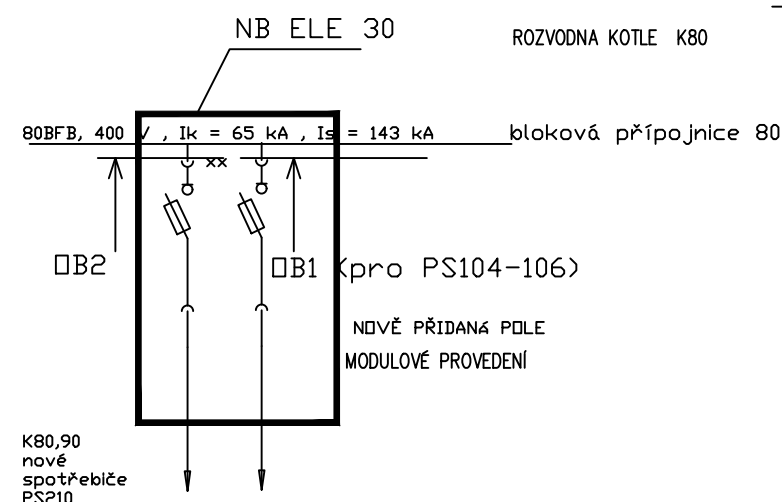 NB ELE 30
ROZVODNA KOTLE K80
80BFB, 400 V , Ik = 65 kA , Is = 143 kA
bloková přípojnice 80
xx
OB2
OB1 (pro PS104-106)
NOVĚ PŘIDANá POLE
MODULOVÉ PROVEDENÍ
K80,90
nové
spotřebiče
PS210